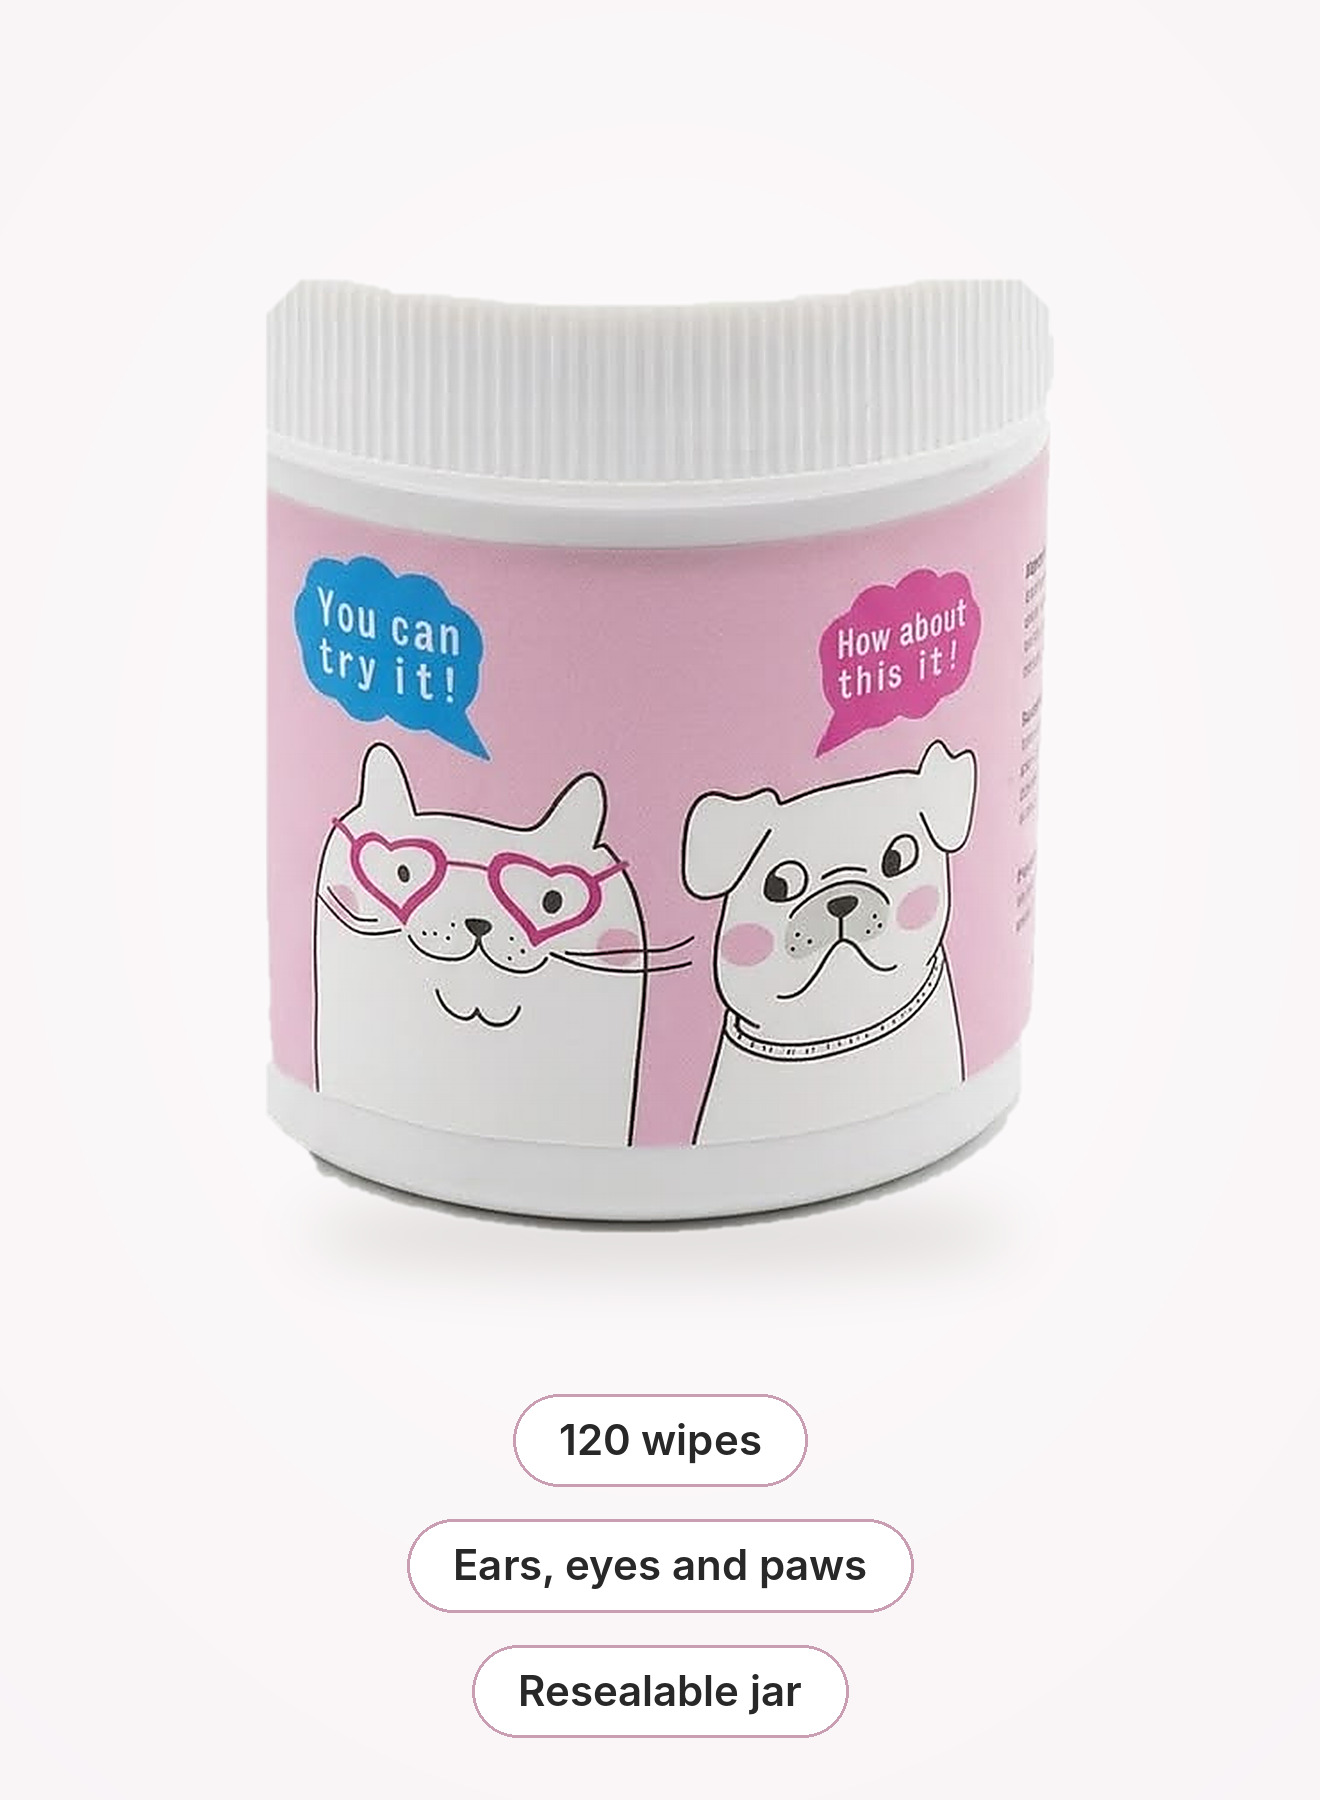 You can
try it!
How about
this it!
120 wipes
Ears, eyes and paws
Resealable jar